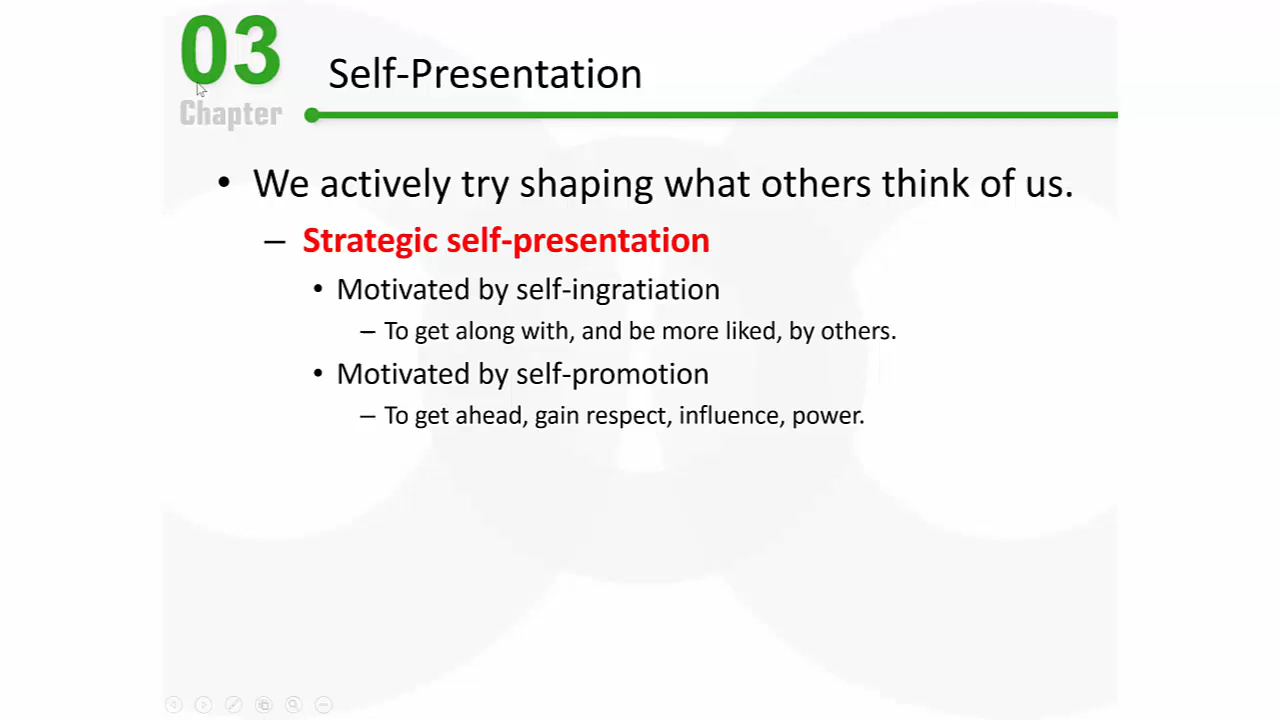 03
Chapter
Self-Presentation
• We actively try shaping what others think of us.
– Strategic self-presentation
• Motivated by self-ingratiation
– To get along with, and be more liked, by others.
• Motivated by self-promotion
– To get ahead, gain respect, influence, power.